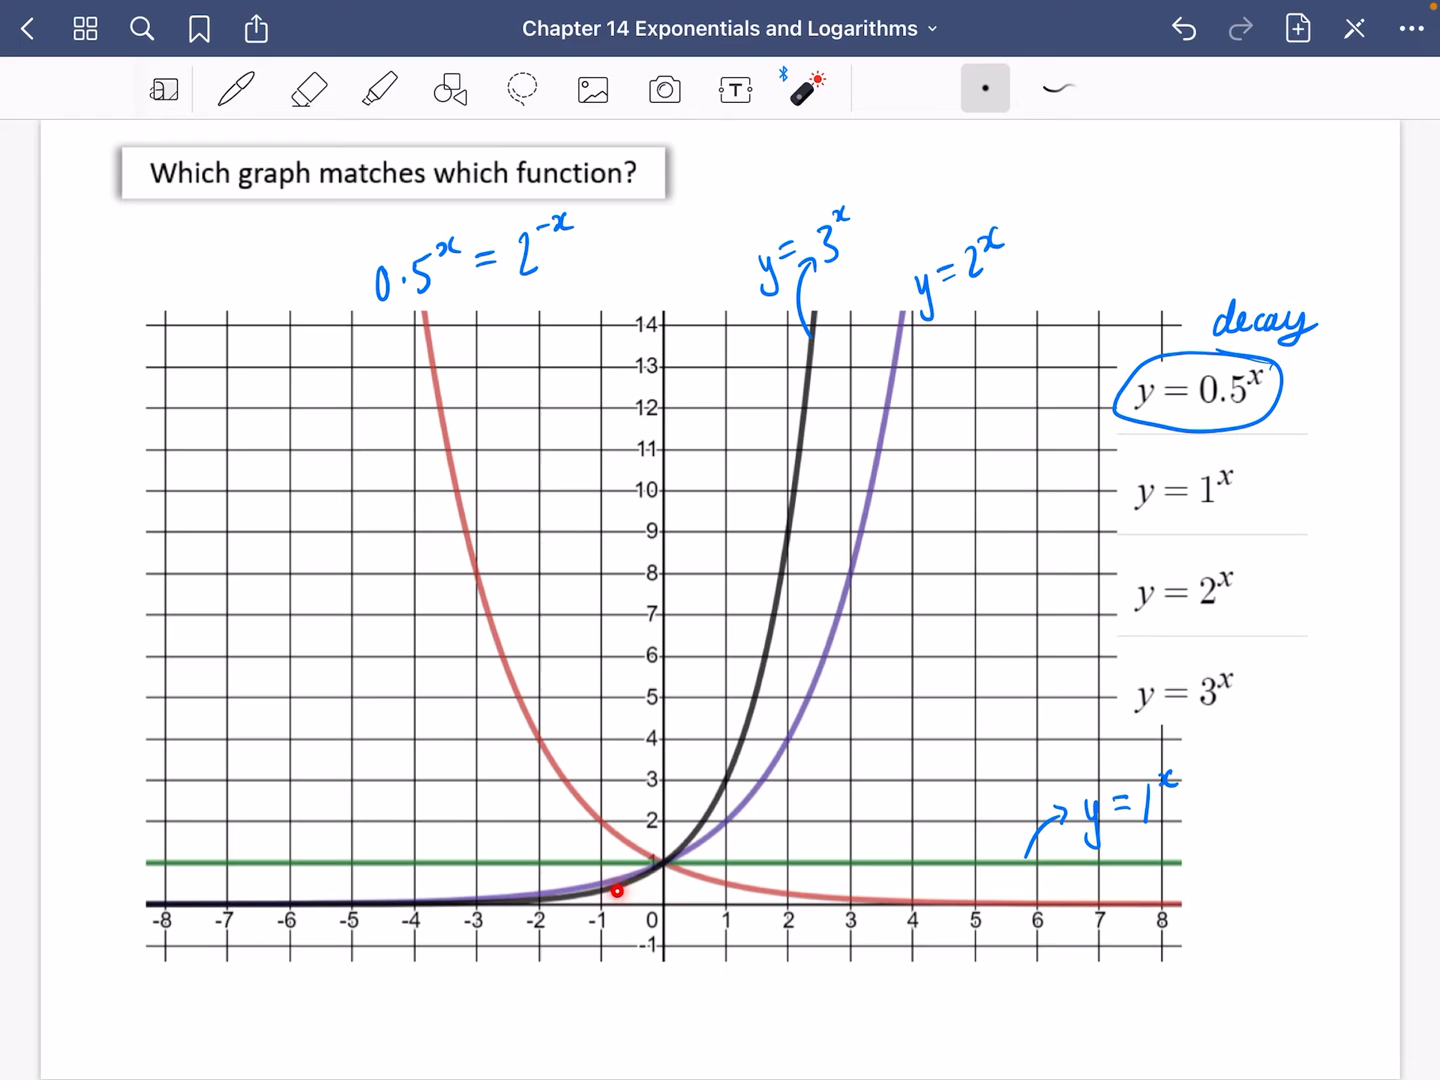 Chapter 14 Exponentials and Logarithms
Which graph matches which function?
0.5^x = 2^-x
y = 3^x
y = 2^x
decay
y = 0.5^x
y = 1^x
y = 2^x
y = 3^x
y = 1^x
14
13
12
11
10
9
8
7
6
5
4
3
2
1
-8 -7 -6 -5 -4 -3 -2 -1 0 1 2 3 4 5 6 7 8
-1